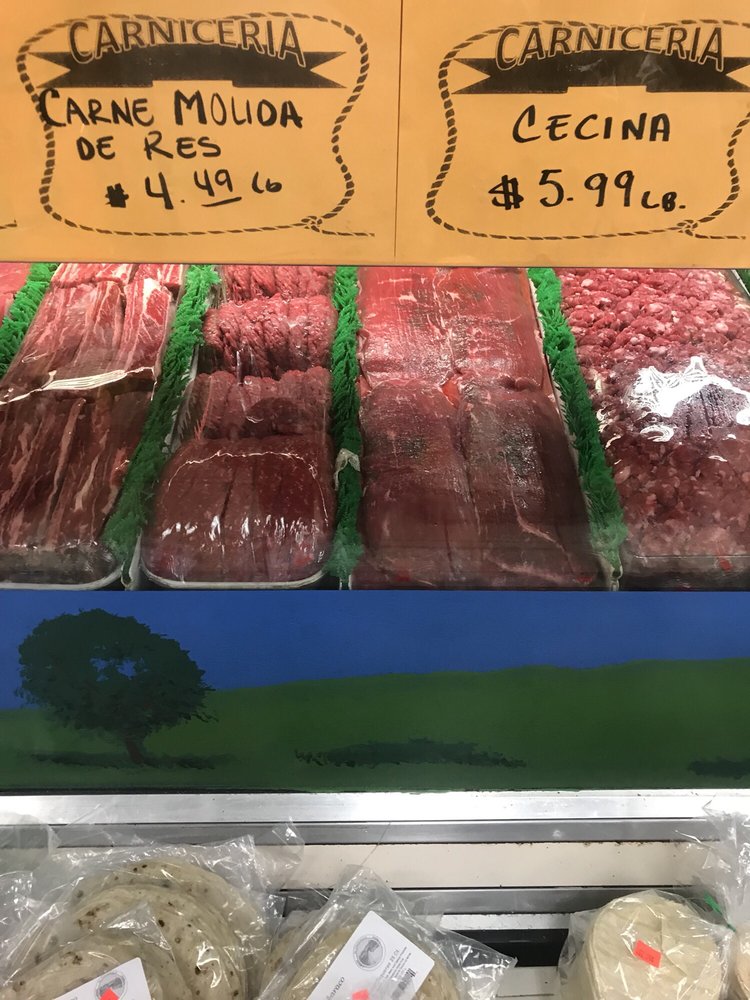 CARNICERIA
CARNE MOLIDA
DE RES
$ 4.49 lb
CARNICERIA
CECINA
$ 5.99 LB.